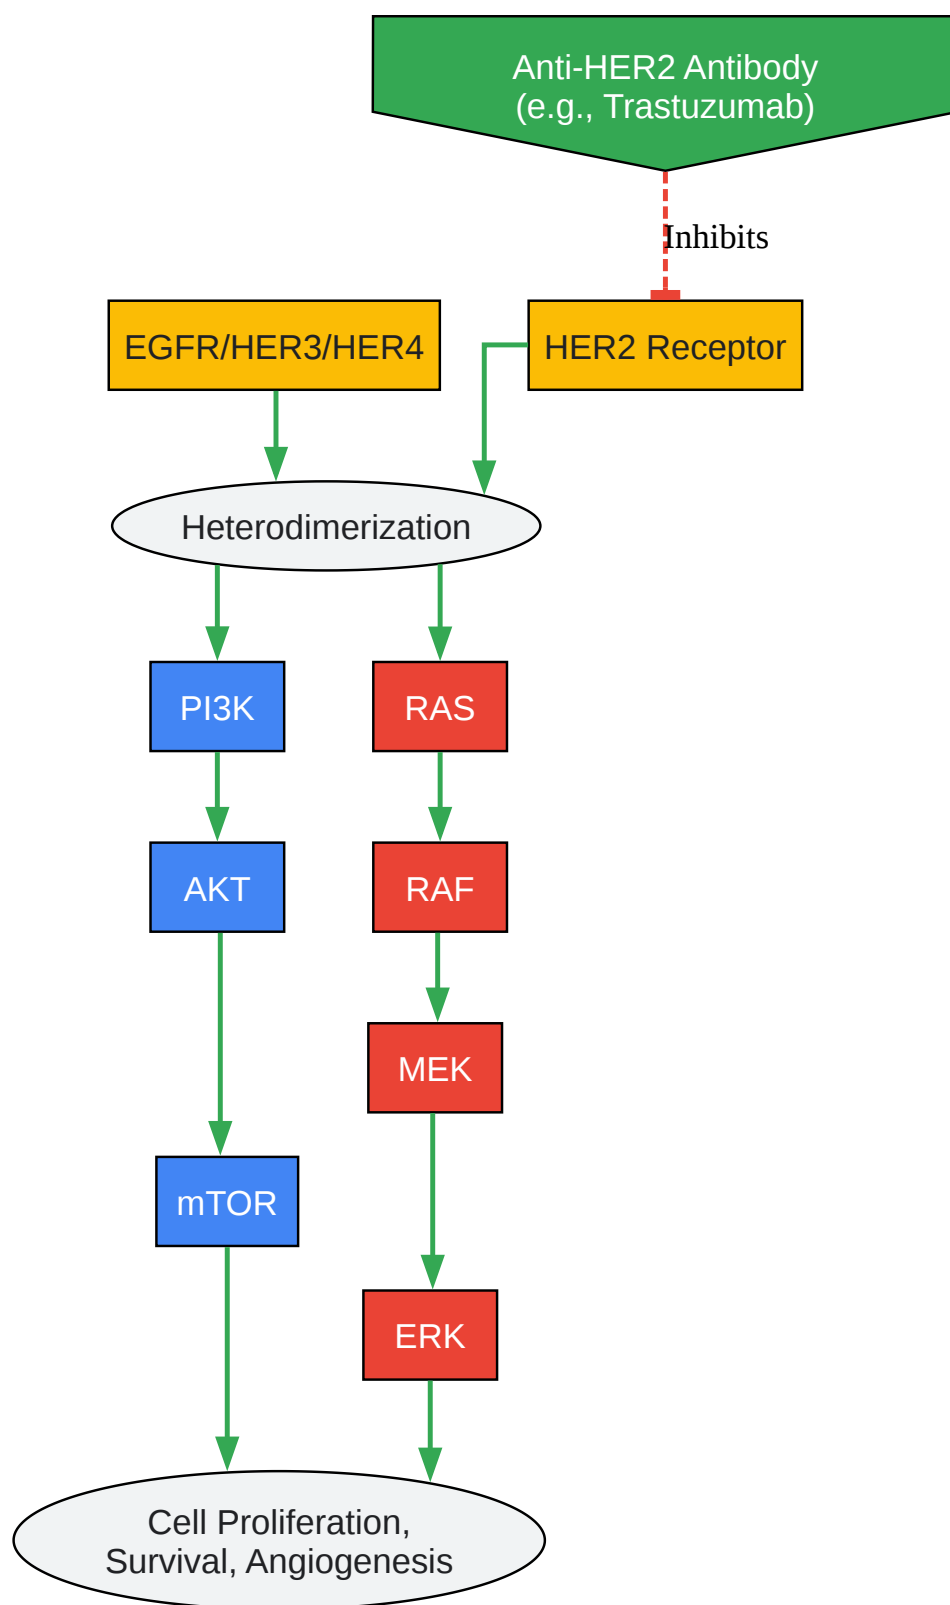 Anti-HER2 Antibody
(e.g., Trastuzumab)
Inhibits
EGFR/HER3/HER4
HER2 Receptor
Heterodimerization
PI3K
RAS
AKT
RAF
MEK
mTOR
ERK
Cell Proliferation,
Survival, Angiogenesis